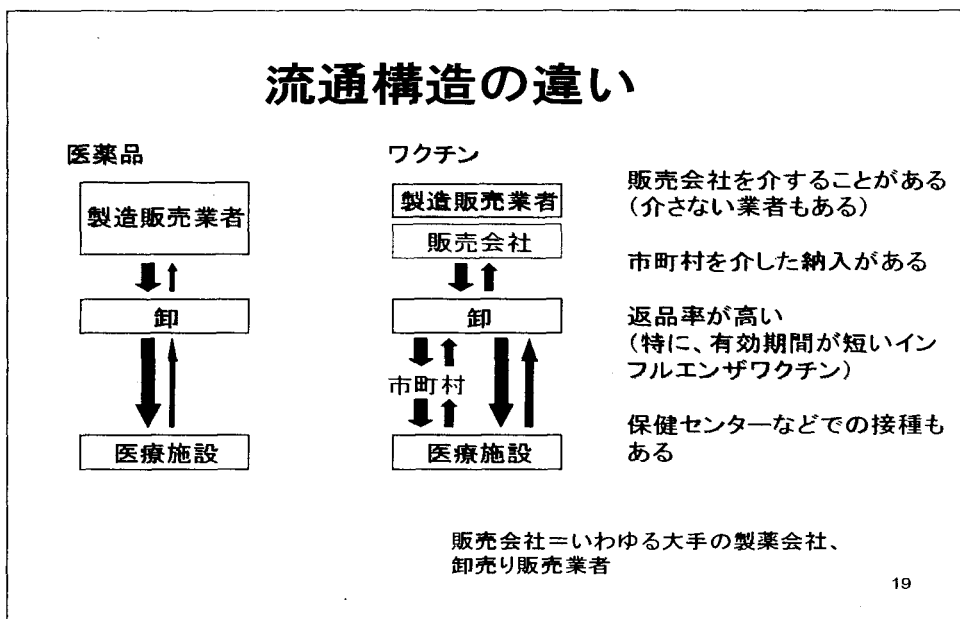 流通構造の違い
医薬品
製造販売業者
卸
医療施設
ワクチン
製造販売業者
販売会社
卸
市町村
医療施設
販売会社を介することがある
（介さない業者もある）
市町村を介した納入がある
返品率が高い
（特に、有効期間が短いイン
フルエンザワクチン）
保健センターなどでの接種も
ある
販売会社＝いわゆる大手の製薬会社、
卸売り販売業者
19